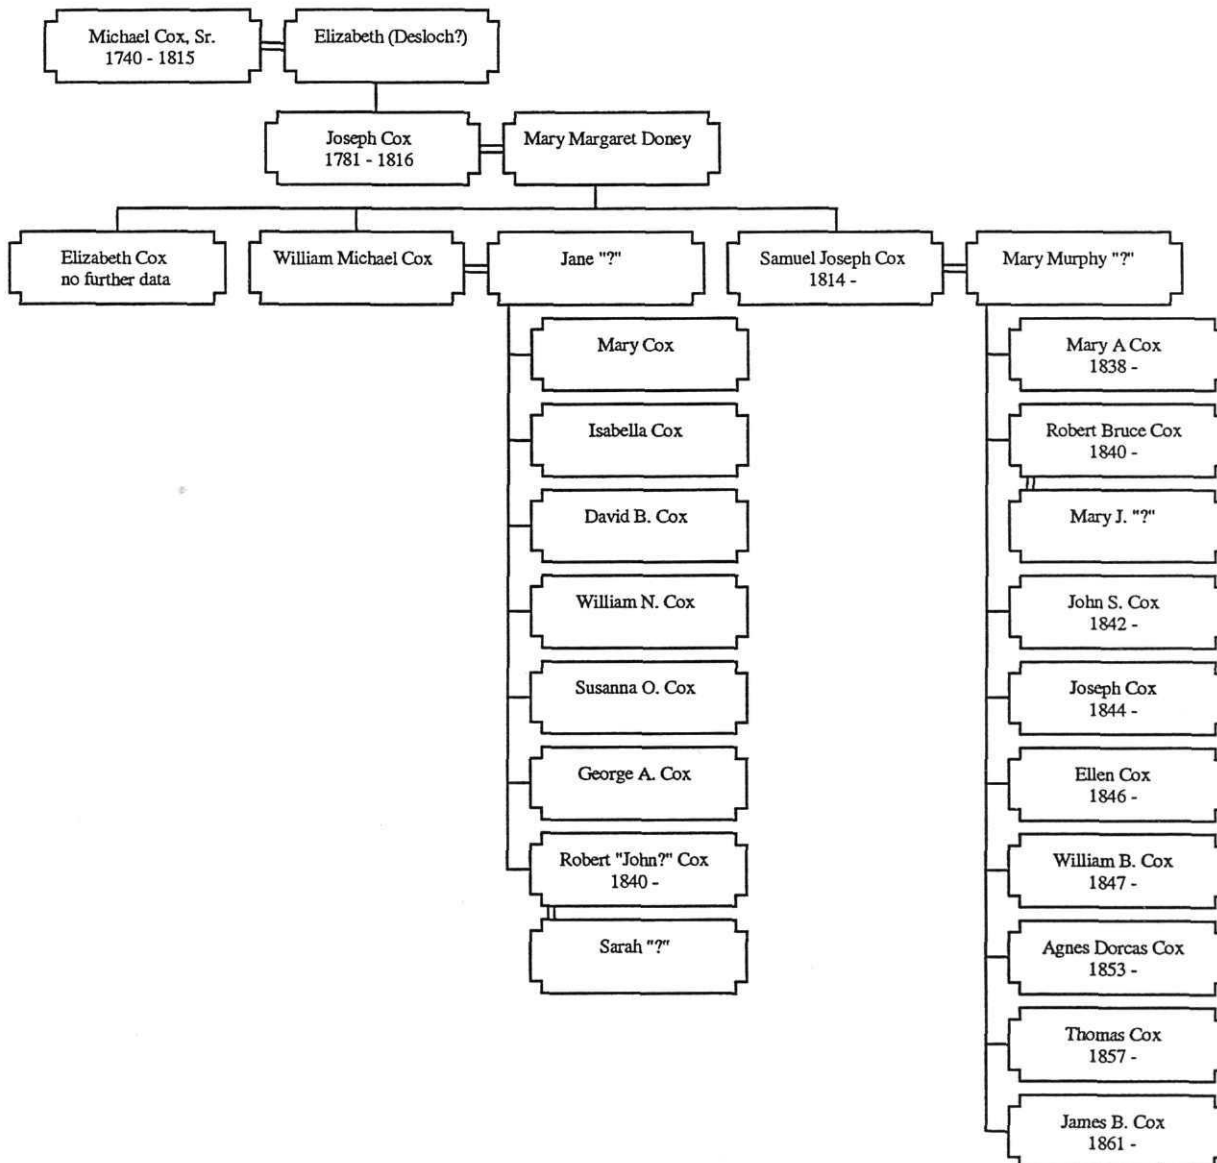 Michael Cox, Sr.
1740 - 1815
Elizabeth (Desloch?)
Joseph Cox
1781 - 1816
Mary Margaret Doney
Elizabeth Cox
no further data
William Michael Cox
Jane "?"
Samuel Joseph Cox
1814 -
Mary Murphy "?"
Mary Cox
Isabella Cox
David B. Cox
William N. Cox
Susanna O. Cox
George A. Cox
Robert "John?" Cox
1840 -
Sarah "?"
Mary A Cox
1838 -
Robert Bruce Cox
1840 -
Mary J. "?"
John S. Cox
1842 -
Joseph Cox
1844 -
Ellen Cox
1846 -
William B. Cox
1847 -
Agnes Dorcas Cox
1853 -
Thomas Cox
1857 -
James B. Cox
1861 -